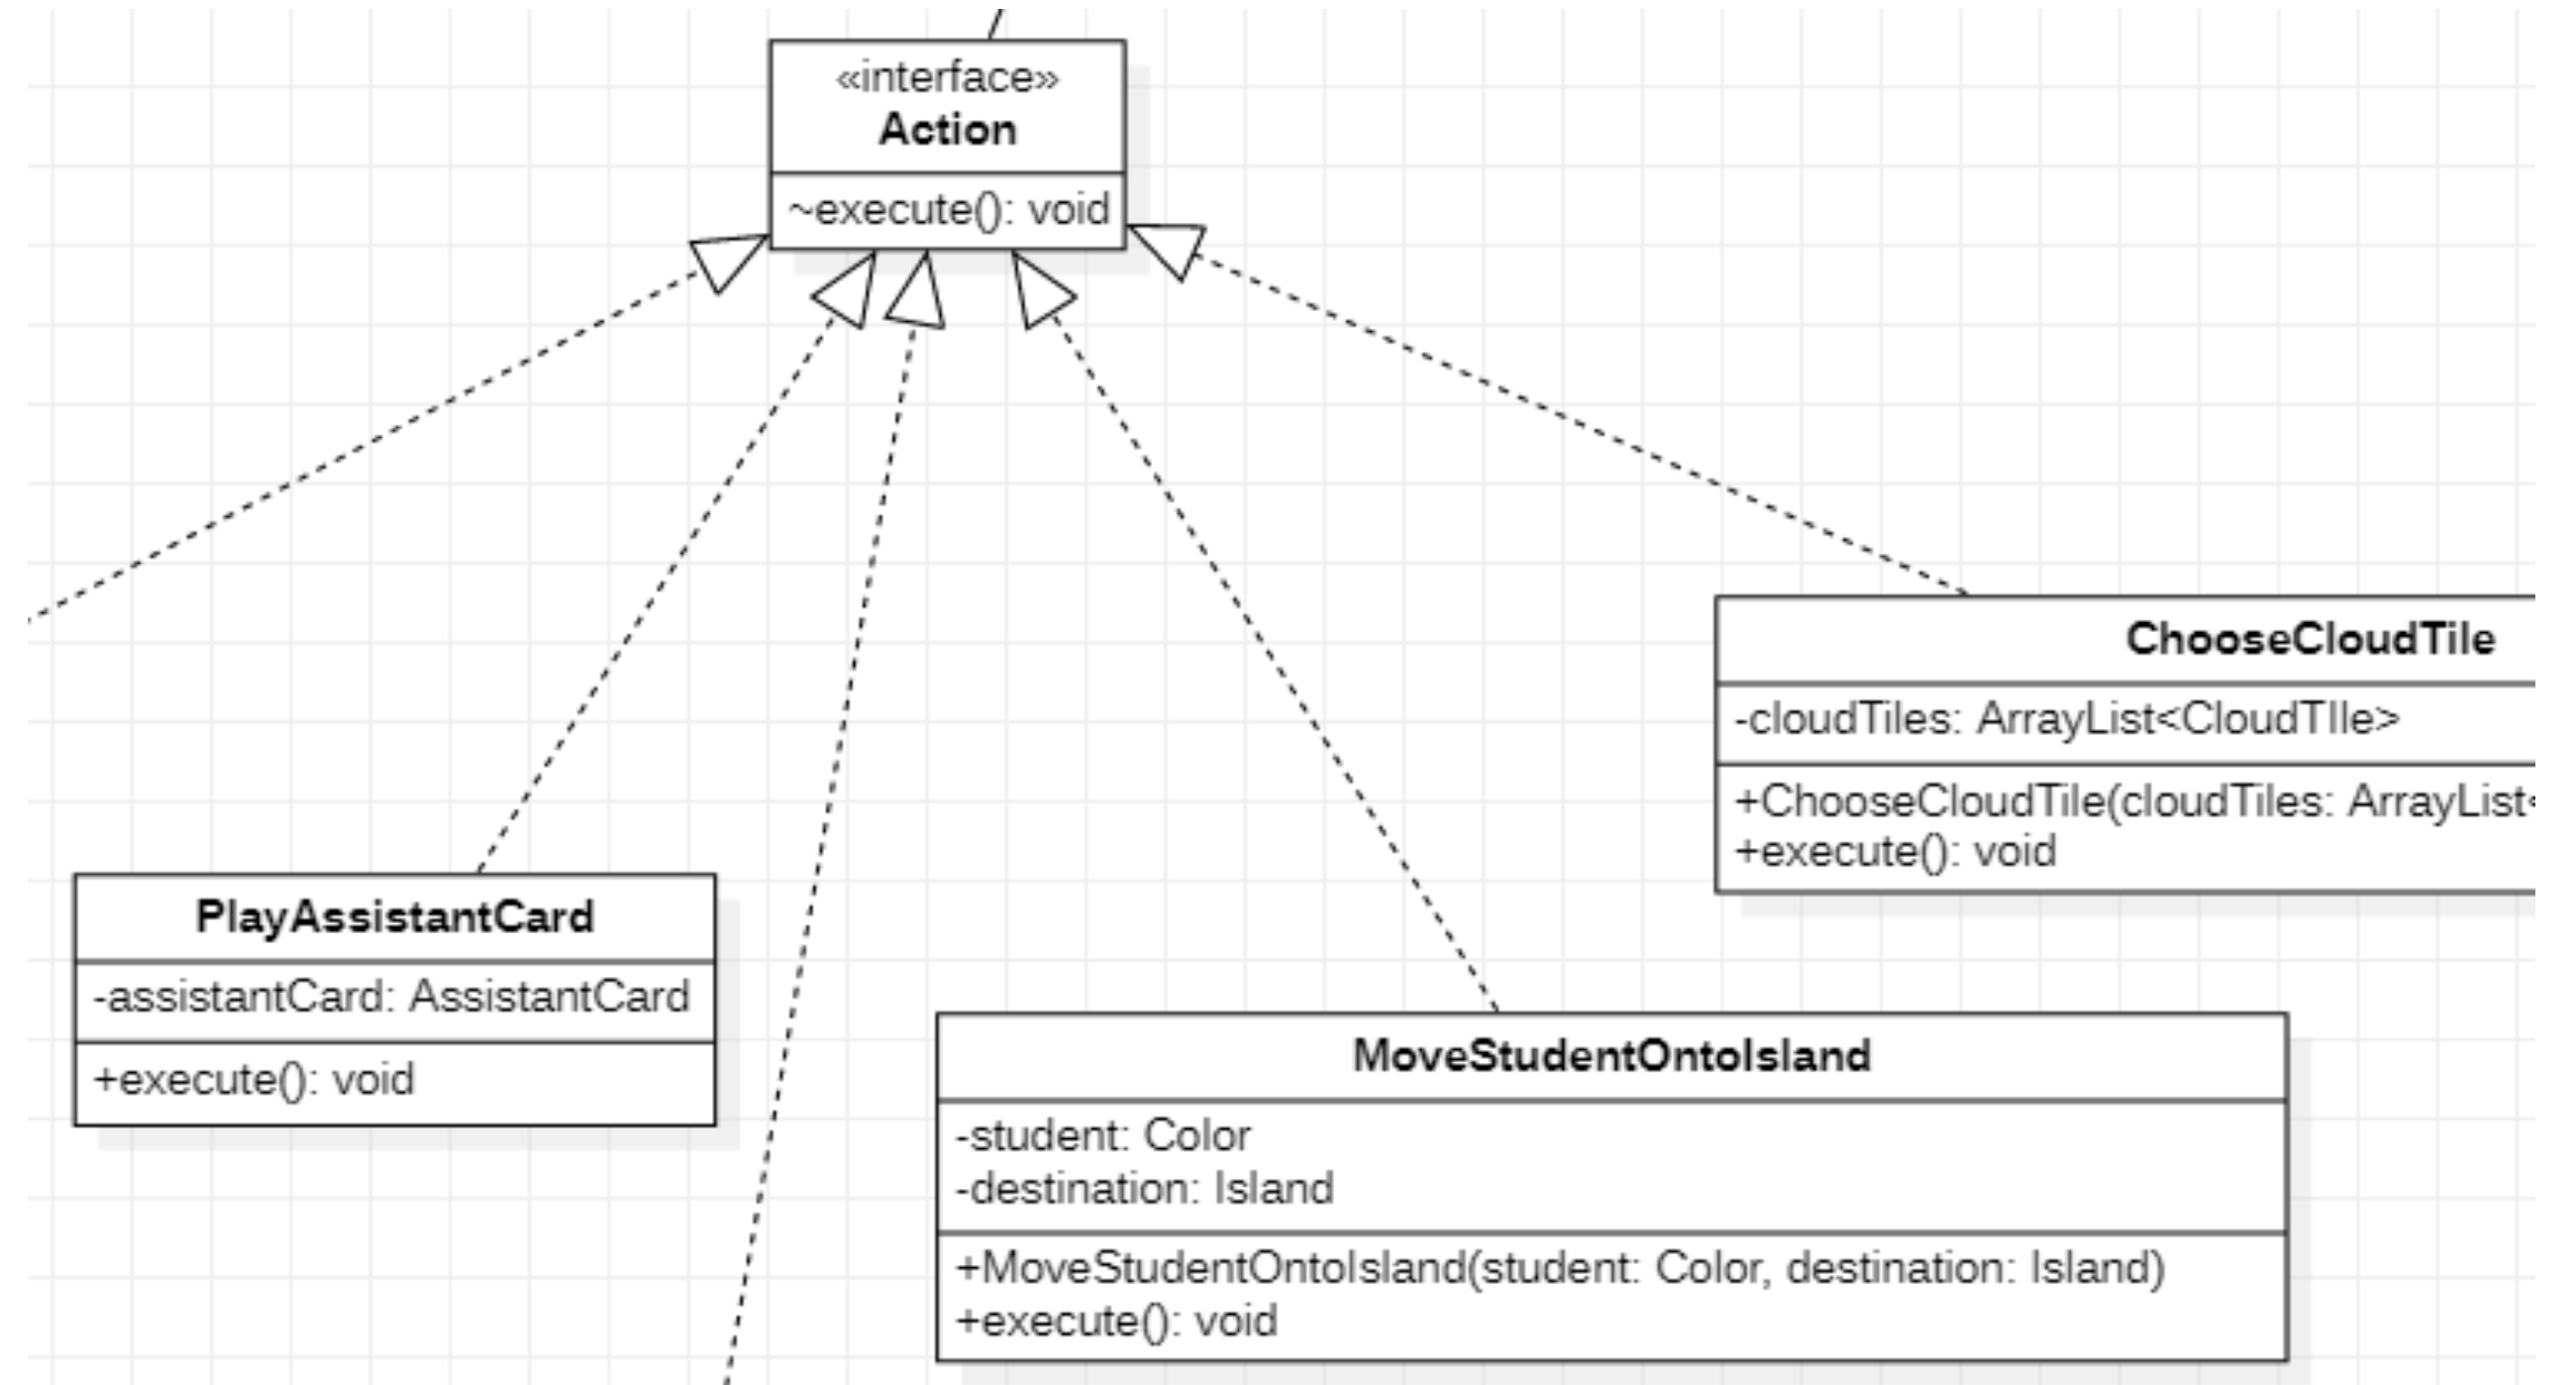 «interface»
Action
~execute(): void
ChooseCloudTile
-cloudTiles: ArrayList<CloudTIle>
+ChooseCloudTile(cloudTiles: ArrayList<
+execute(): void
PlayAssistantCard
-assistantCard: AssistantCard
+execute(): void
MoveStudentOntoIsland
-student: Color
-destination: Island
+MoveStudentOntoIsland(student: Color, destination: Island)
+execute(): void